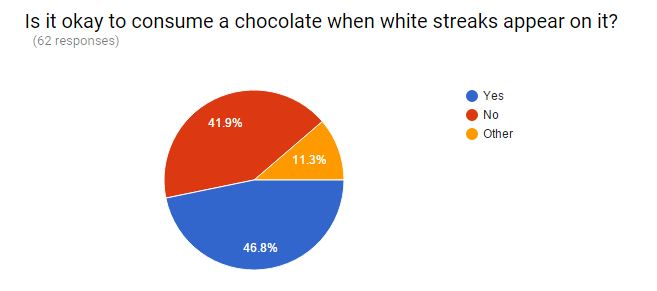 Is it okay to consume a chocolate when white streaks appear on it?
(62 responses)
41.9%
11.3%
46.8%
Yes
No
Other